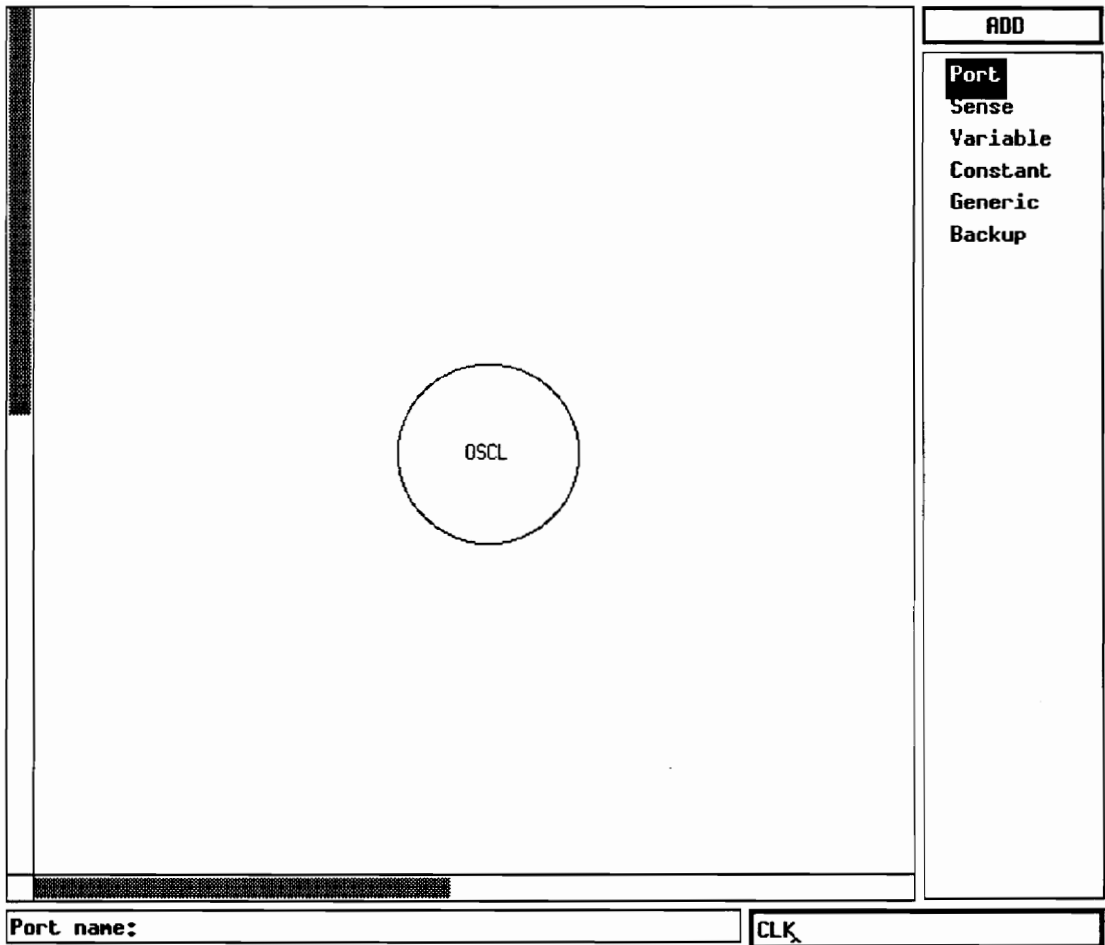 ADD
Port
Sense
Variable
Constant
Generic
Backup
OSCL
Port name:
CLK